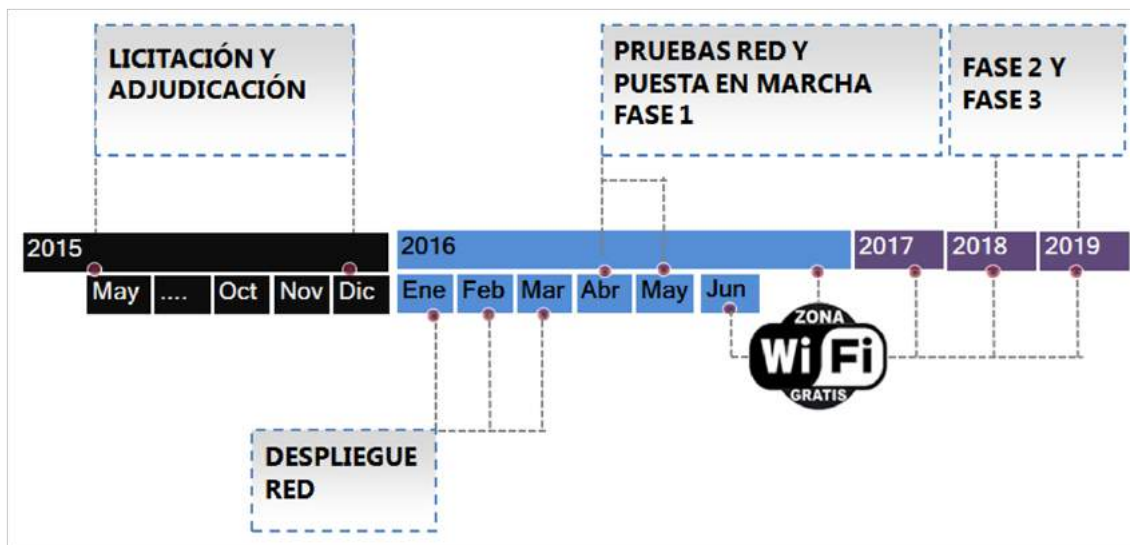 LICITACIÓN Y
ADJUDICACIÓN
PRUEBAS RED Y
PUESTA EN MARCHA
FASE 1
FASE 2 Y
FASE 3
2015
2016
2017
2018
2019
May
....
Oct
Nov
Dic
Ene
Feb
Mar
Abr
May
Jun
ZONA
WiFi
GRATIS
DESPLIEGUE
RED